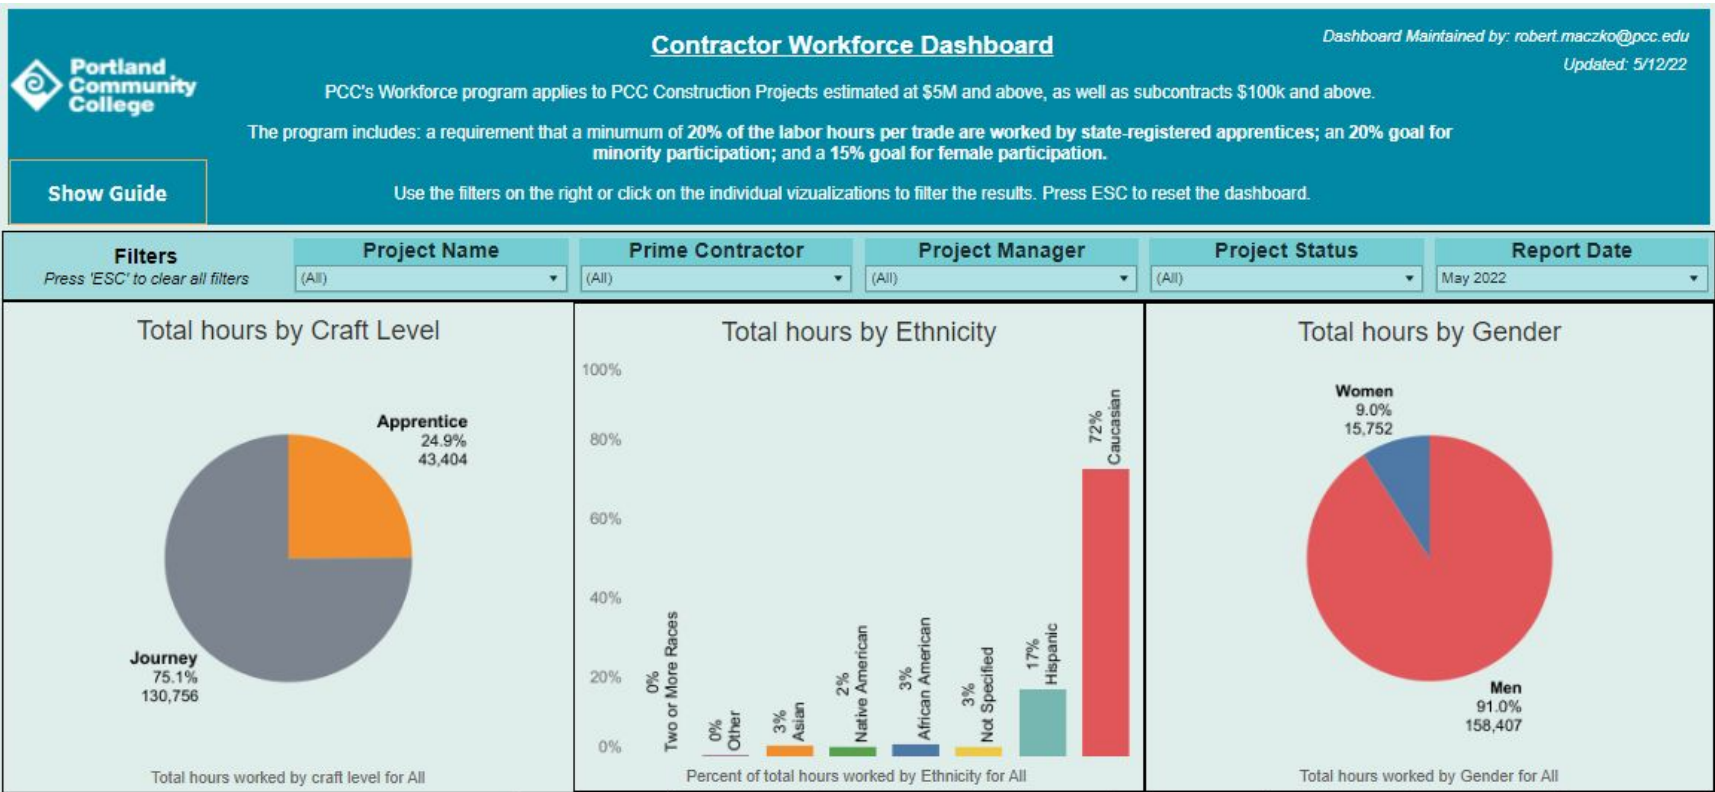 Portland
Community
College
Contractor Workforce Dashboard
Dashboard Maintained by: robert.maczko@pcc.edu
Updated: 5/12/22
PCC's Workforce program applies to PCC Construction Projects estimated at $5M and above, as well as subcontracts $100k and above.
The program includes: a requirement that a minumum of 20% of the labor hours per trade are worked by state-registered apprentices; an 20% goal for
minority participation; and a 15% goal for female participation.
Show Guide
Use the filters on the right or click on the individual vizualizations to filter the results. Press ESC to reset the dashboard.
Filters
Press 'ESC' to clear all filters
Project Name
(All)
Prime Contractor
(All)
Project Manager
(All)
Project Status
(All)
Report Date
May 2022
Total hours by Craft Level
Apprentice
24.9%
43,404
Journey
75.1%
130,756
Total hours worked by craft level for All
Total hours by Ethnicity
100%
80%
60%
40%
20%
0%
0%
Two or More Races
0%
Other
3%
Asian
2%
Native American
3%
African American
3%
Not Specified
17%
Hispanic
72%
Caucasian
Percent of total hours worked by Ethnicity for All
Total hours by Gender
Women
9.0%
15,752
Men
91.0%
158,407
Total hours worked by Gender for All